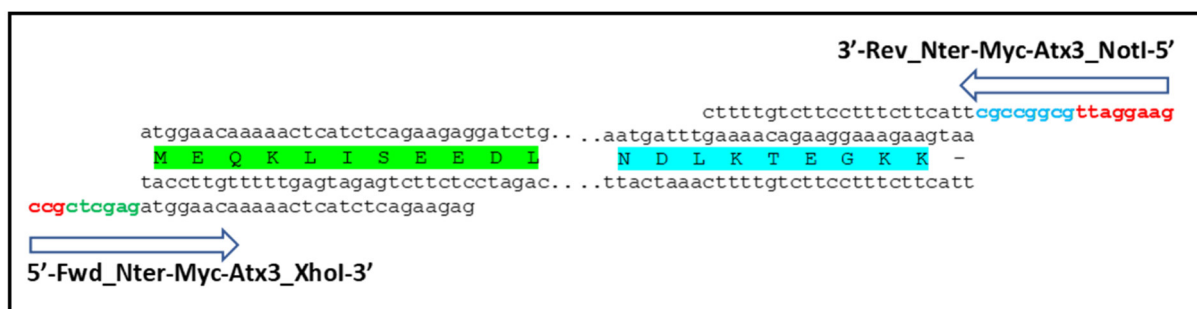 3’-Rev_Nter-Myc-Atx3_NotI-5’
cttttgtcttcctttcttcattcgccggcgttaggaag
atggaacaaaaactcatctcagaagaggatctg....aatgatttgaaaacagaaggaaagaagtaa
M E Q K L I S E E D L N D L K T E G K K -
taccttgtttttgagtagagtcttctcctagac....ttactaaacttttgtcttcctttcttcatt
ccgctcgagatggaacaaaaactcatctcagaagag
5’-Fwd_Nter-Myc-Atx3_XhoI-3’